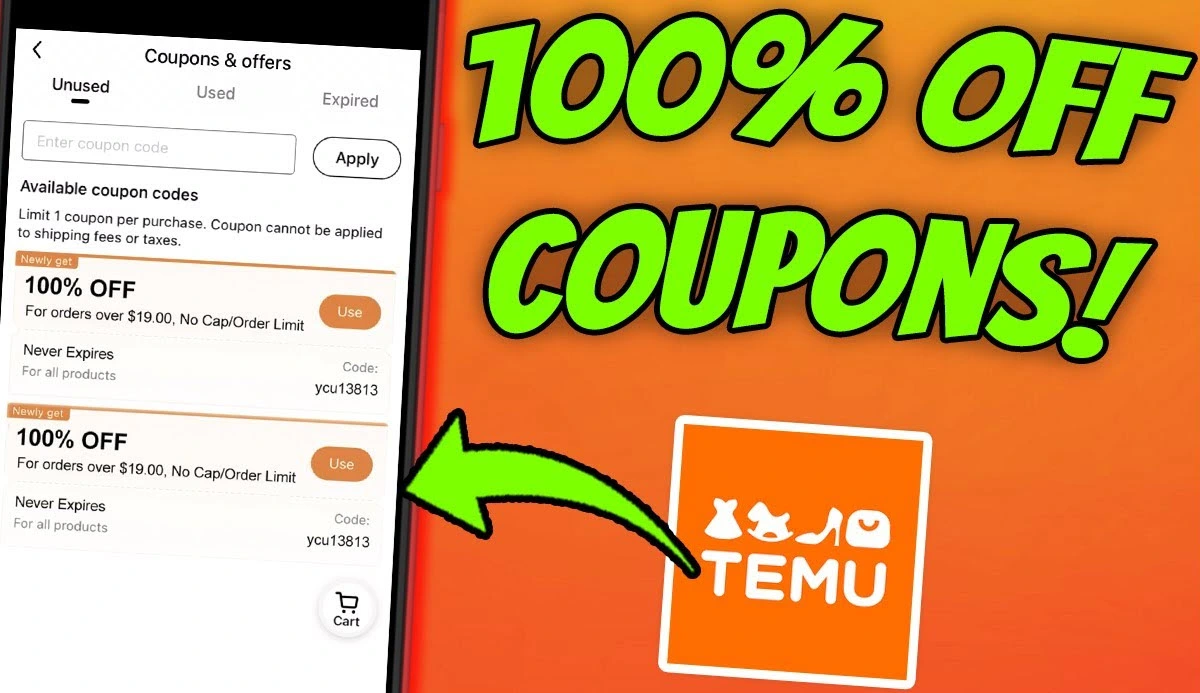 Coupons & offers
Unused
Used
Expired
Enter coupon code
Apply
Available coupon codes
Limit 1 coupon per purchase. Coupon cannot be applied
to shipping fees or taxes.
Newly get
100% OFF
For orders over $19.00, No Cap/Order Limit
Use
Never Expires
For all products
Code:
ycu13813
Newly get
100% OFF
For orders over $19.00, No Cap/Order Limit
Use
Never Expires
For all products
Code:
ycu13813
Cart
100% OFF
COUPONS!
TEMU